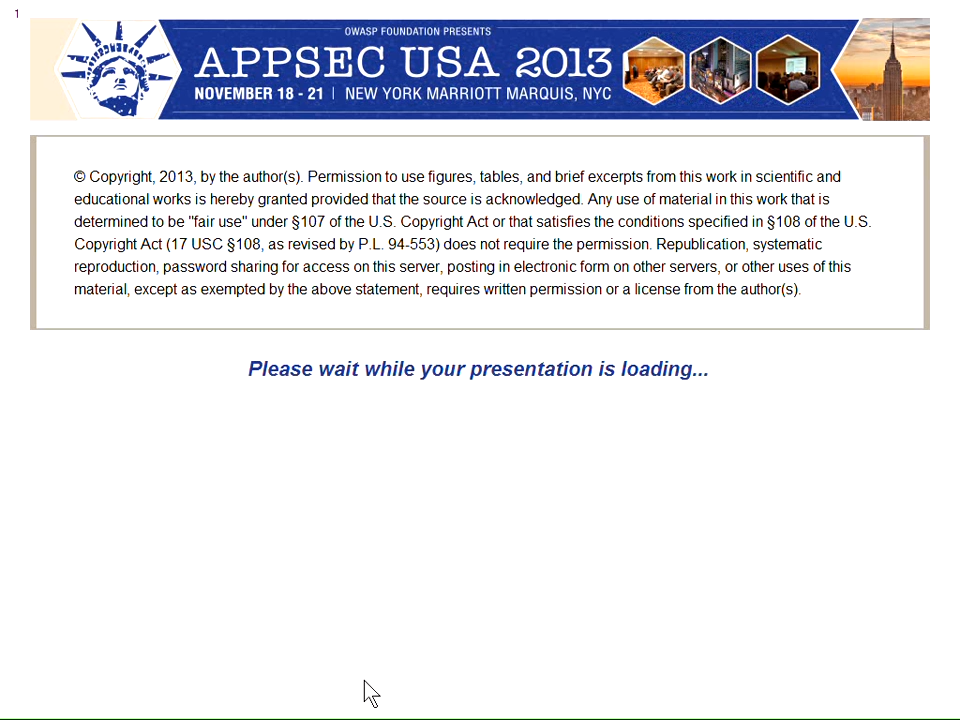 1
OWASP FOUNDATION PRESENTS
APPSEC USA 2013
NOVEMBER 18 - 21 | NEW YORK MARRIOTT MARQUIS, NYC
© Copyright, 2013, by the author(s). Permission to use figures, tables, and brief excerpts from this work in scientific and
educational works is hereby granted provided that the source is acknowledged. Any use of material in this work that is
determined to be "fair use" under §107 of the U.S. Copyright Act or that satisfies the conditions specified in §108 of the U.S.
Copyright Act (17 USC §108, as revised by P.L. 94-553) does not require the permission. Republication, systematic
reproduction, password sharing for access on this server, posting in electronic form on other servers, or other uses of this
material, except as exempted by the above statement, requires written permission or a license from the author(s).
Please wait while your presentation is loading...